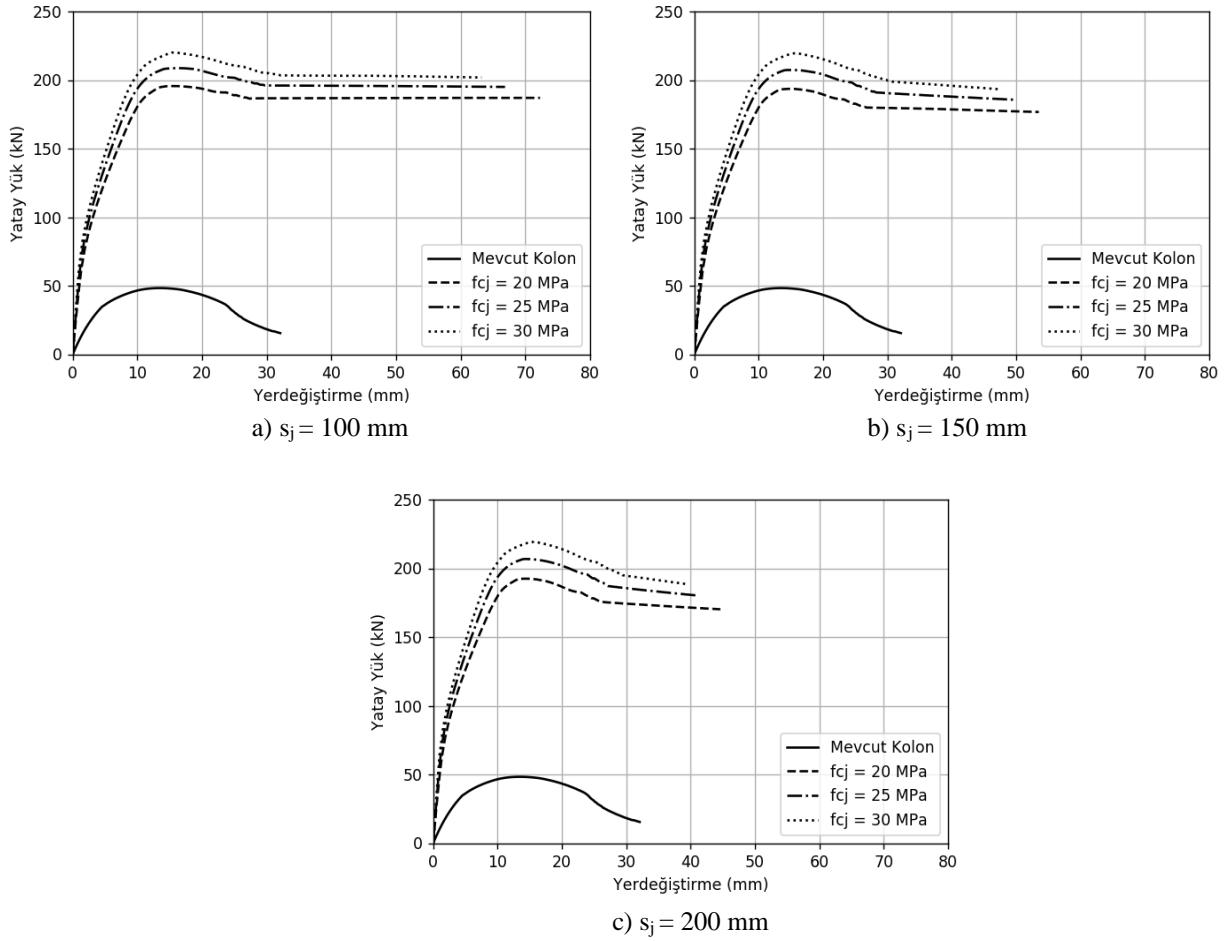 250
200
150
100
50
0
Yatay Yük (kN)
Mevcut Kolon
fcj = 20 MPa
fcj = 25 MPa
fcj = 30 MPa
0 10 20 30 40 50 60 70 80
Yerdeğiştirme (mm)
a) sj = 100 mm
250
200
150
100
50
0
Yatay Yük (kN)
Mevcut Kolon
fcj = 20 MPa
fcj = 25 MPa
fcj = 30 MPa
0 10 20 30 40 50 60 70 80
Yerdeğiştirme (mm)
b) sj = 150 mm
250
200
150
100
50
0
Yatay Yük (kN)
Mevcut Kolon
fcj = 20 MPa
fcj = 25 MPa
fcj = 30 MPa
0 10 20 30 40 50 60 70 80
Yerdeğiştirme (mm)
c) sj = 200 mm